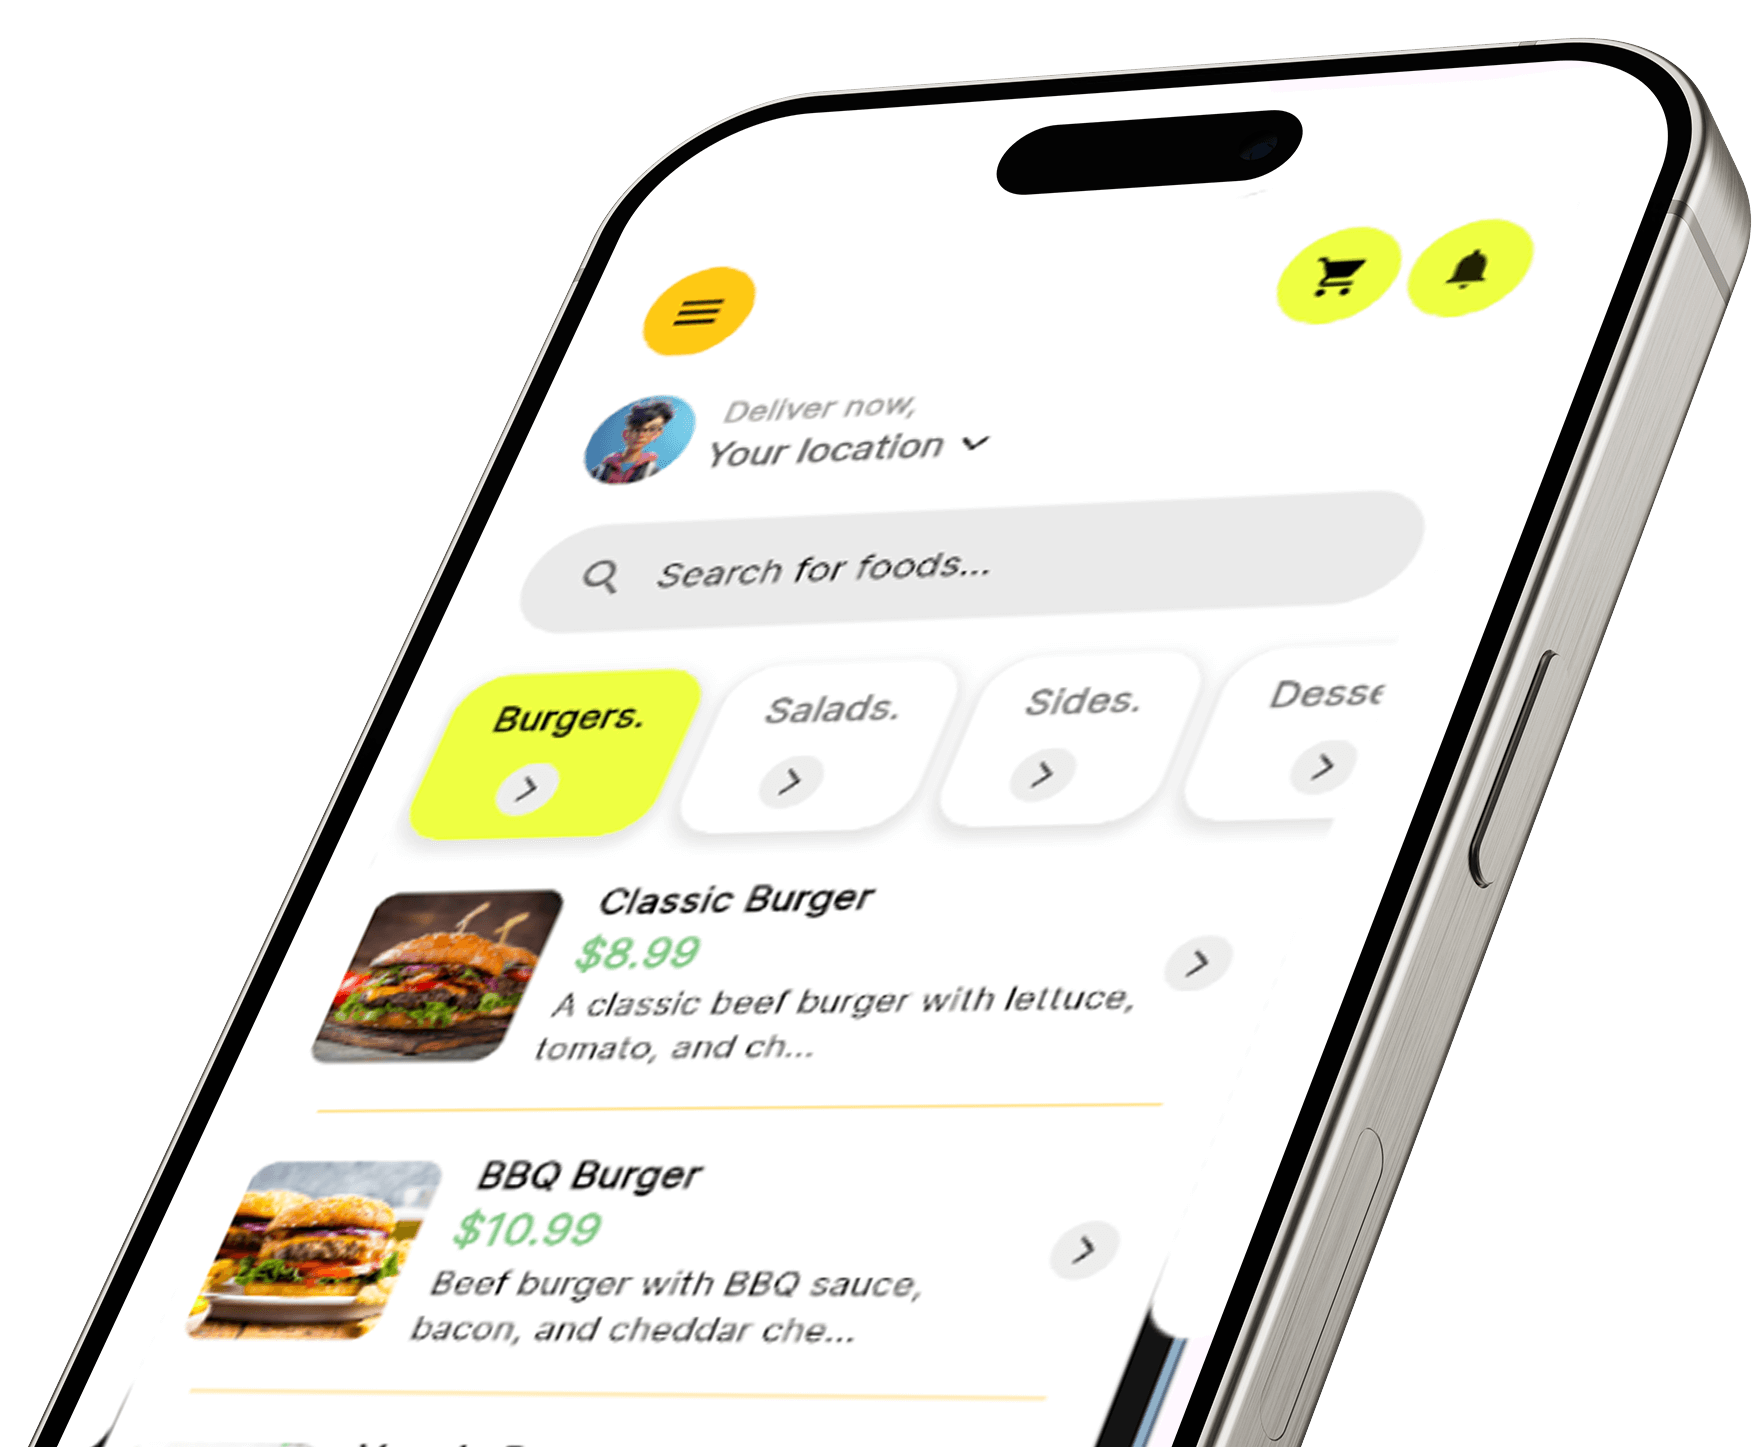 Deliver now,
Your location
Search for foods...
Burgers.
Salads.
Sides.
Desse
Classic Burger
$8.99
A classic beef burger with lettuce,
tomato, and ch...
BBQ Burger
$10.99
Beef burger with BBQ sauce,
bacon, and cheddar che...